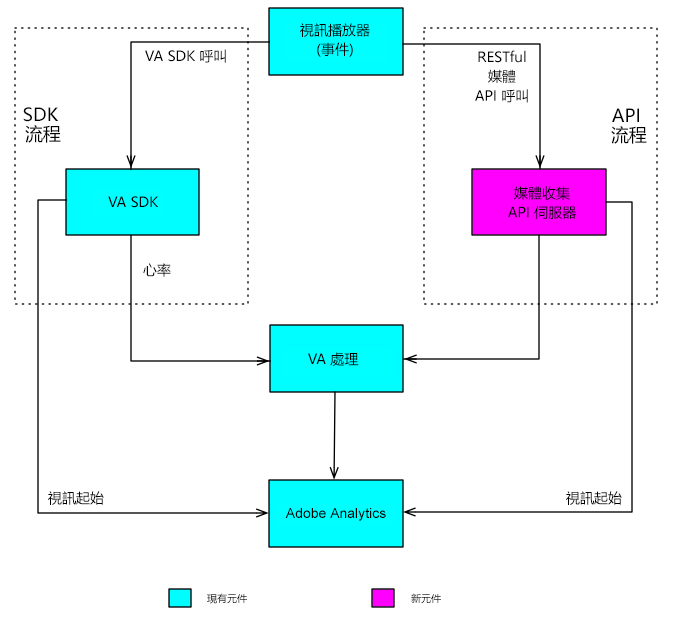 視訊播放器
(事件)
VA SDK 呼叫
RESTful
媒體
API 呼叫
SDK
流程
API
流程
VA SDK
媒體收集
API 伺服器
心率
VA 處理
視訊起始
視訊起始
Adobe Analytics
現有元件
新元件